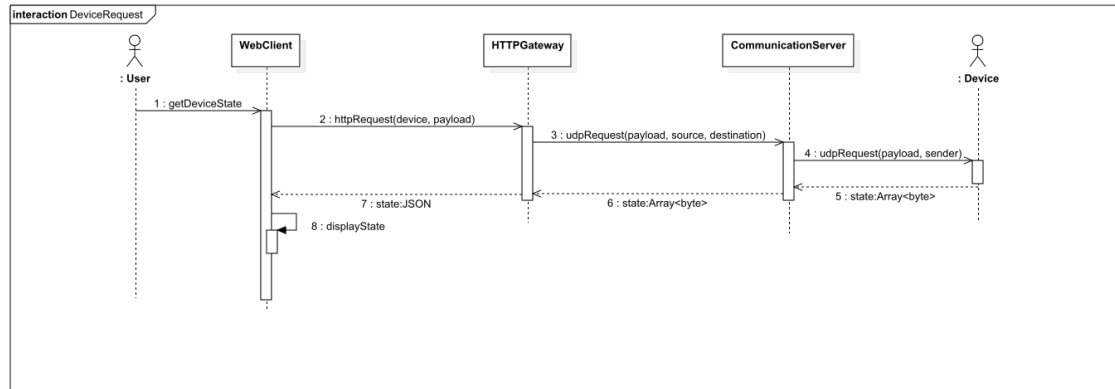 interaction DeviceRequest
WebClient
HTTPGateway
CommunicationServer
: User
: Device
1 : getDeviceState
2 : httpRequest(device, payload)
3 : udpRequest(payload, source, destination)
4 : udpRequest(payload, sender)
5 : state:Array<byte>
6 : state:Array<byte>
7 : state:JSON
8 : displayState